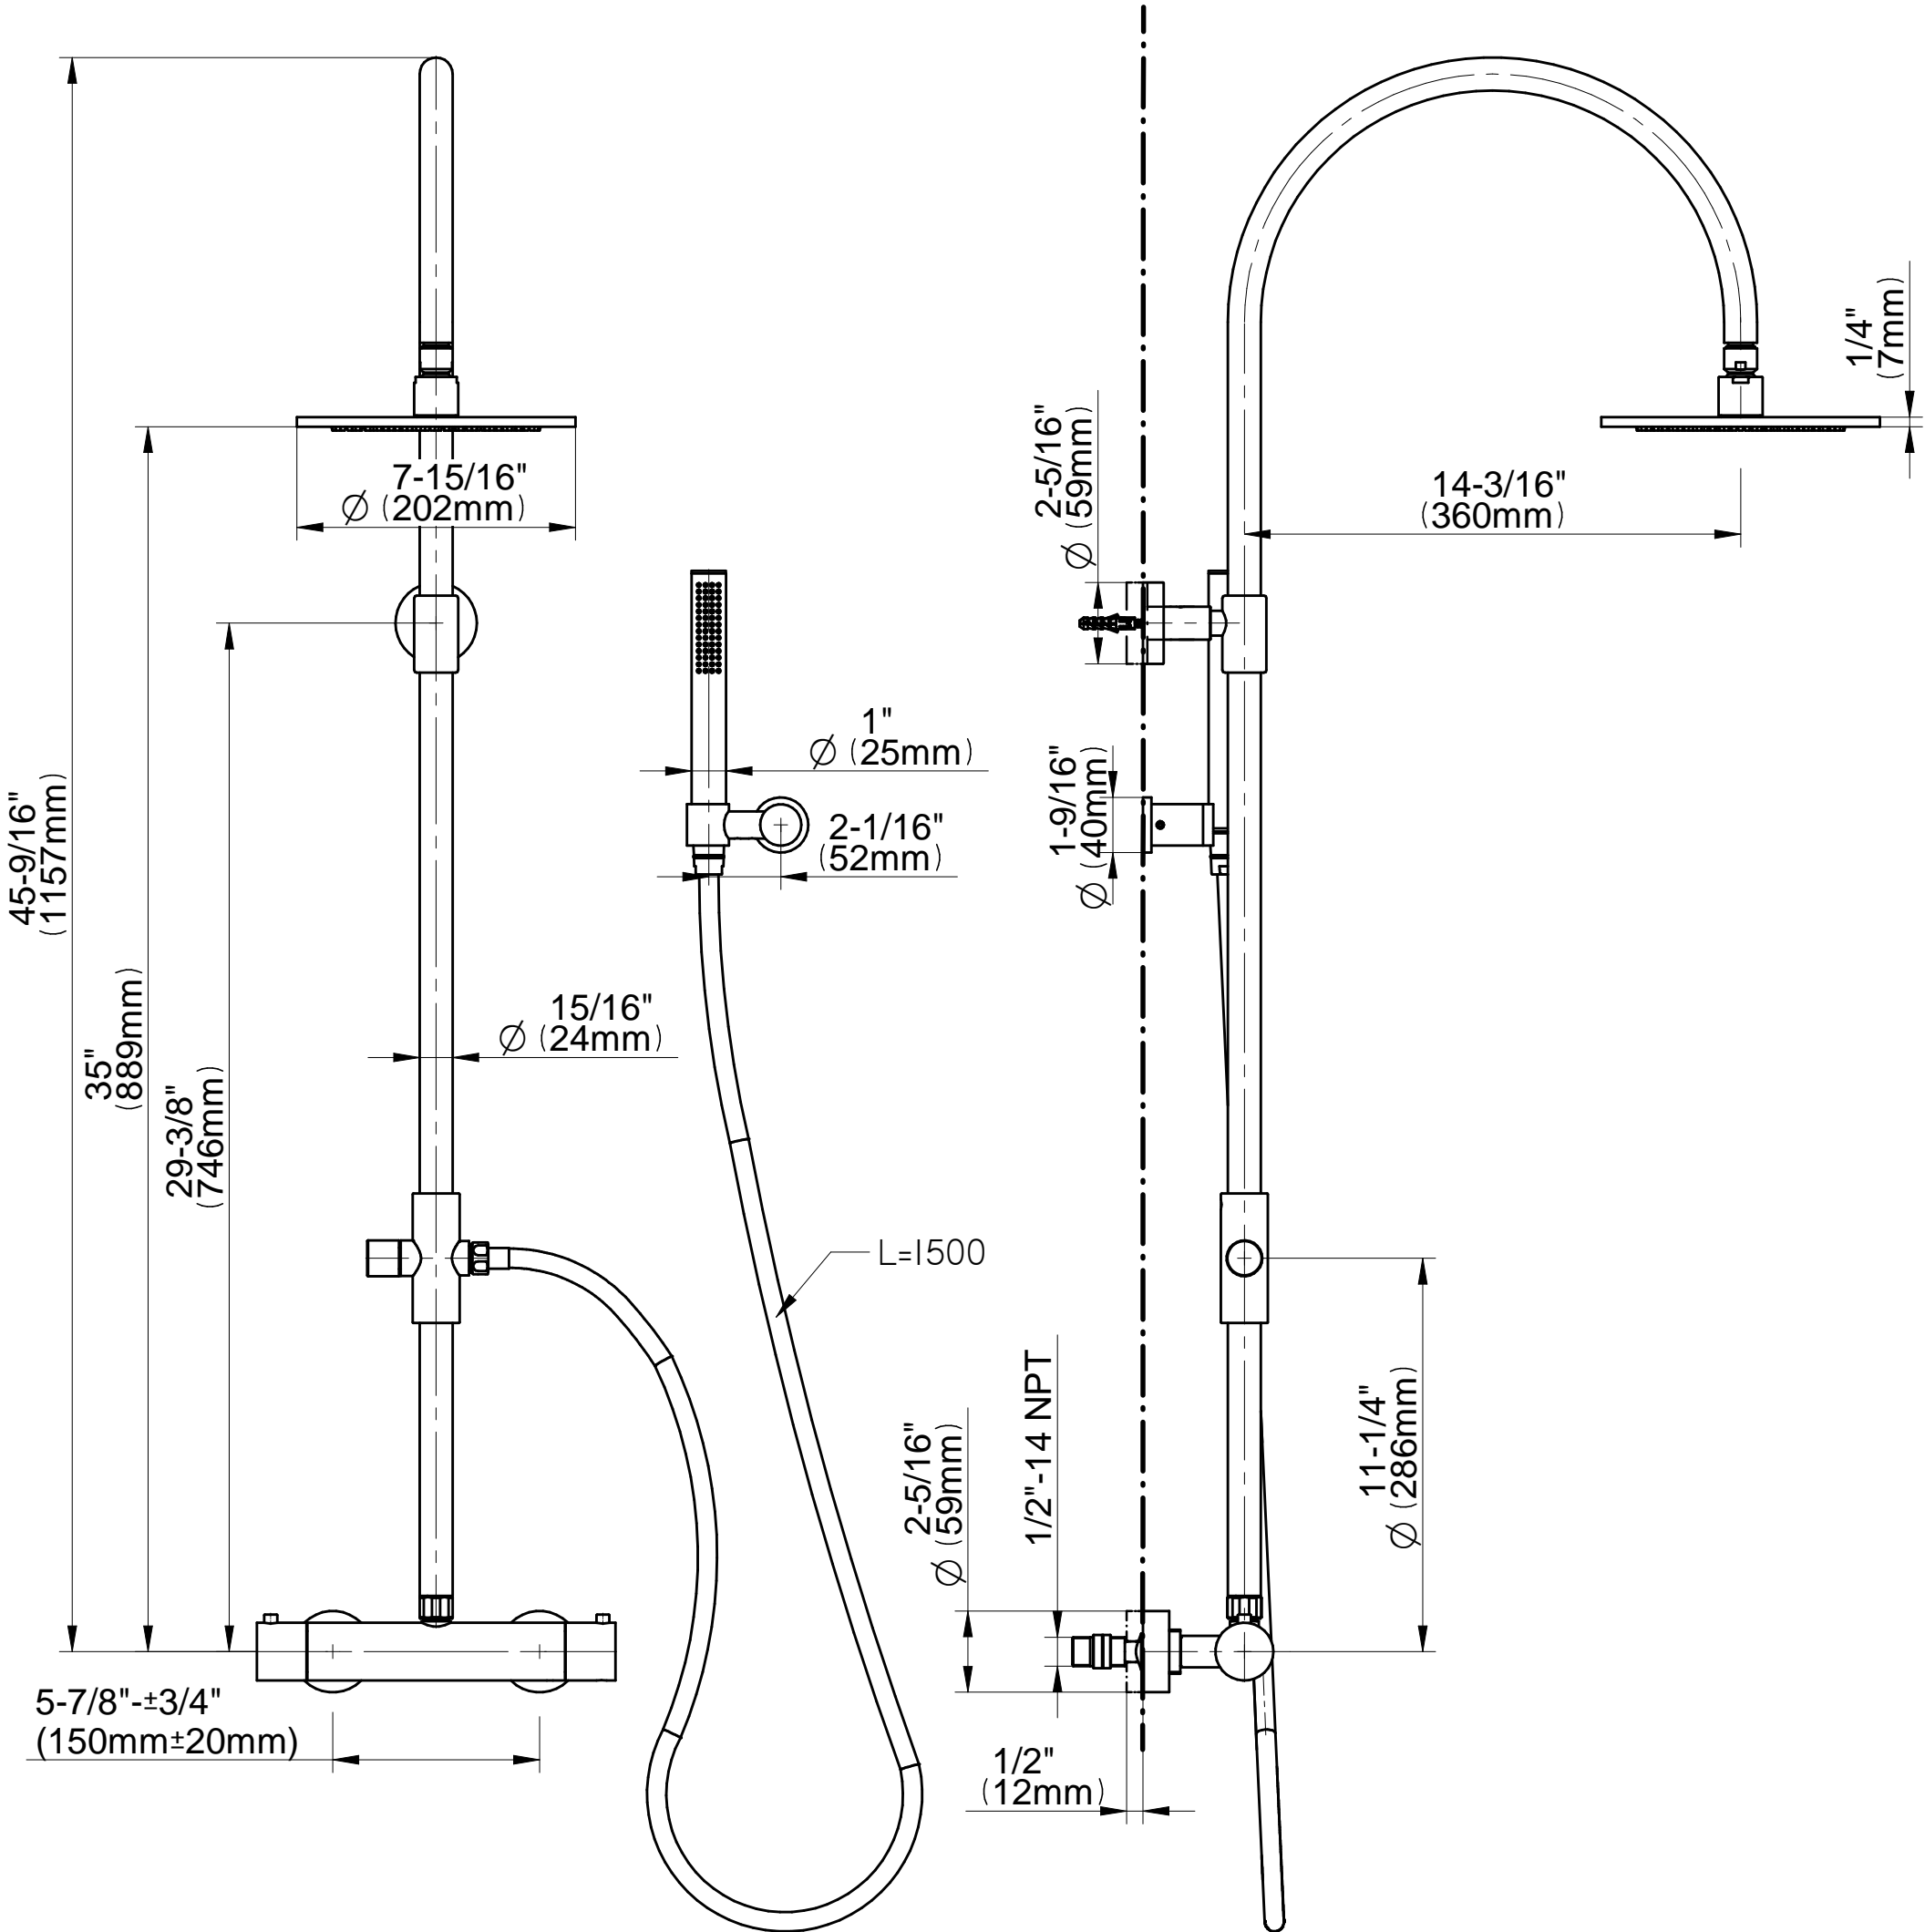 1/4"
(7mm)
2-5/16"
Ø (59mm)
7-15/16"
Ø (202mm)
14-3/16"
(360mm)
1"
Ø (25mm)
1-9/16"
Ø (40mm)
45-9/16"
(1157mm)
2-1/16"
(52mm)
35"
(889mm)
15/16"
Ø (24mm)
29-3/8"
(746mm)
L=1500
1/2"-14 NPT
11-1/4"
Ø (286mm)
2-5/16"
Ø (59mm)
5-7/8"-±3/4"
(150mm±20mm)
1/2"
(12mm)